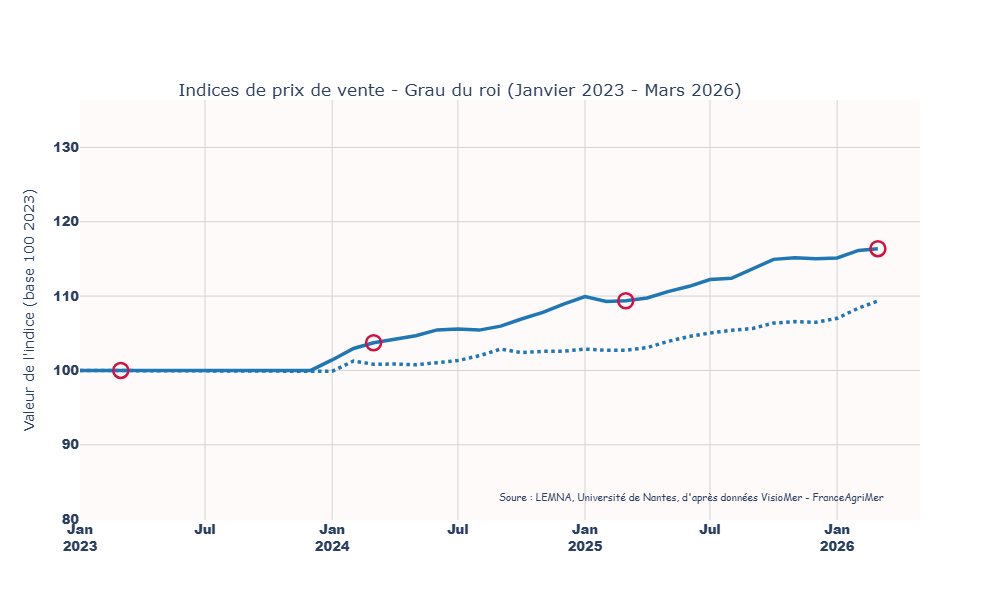 Indices de prix de vente - Grau du roi (Janvier 2023 - Mars 2026)
Valeur de l'indice (base 100 2023)
130
120
110
100
90
80
Soure : LEMNA, Université de Nantes, d'après données VisioMer - FranceAgriMer
Jan Jul Jan Jul Jan Jul Jan
2023 2024 2025 2026